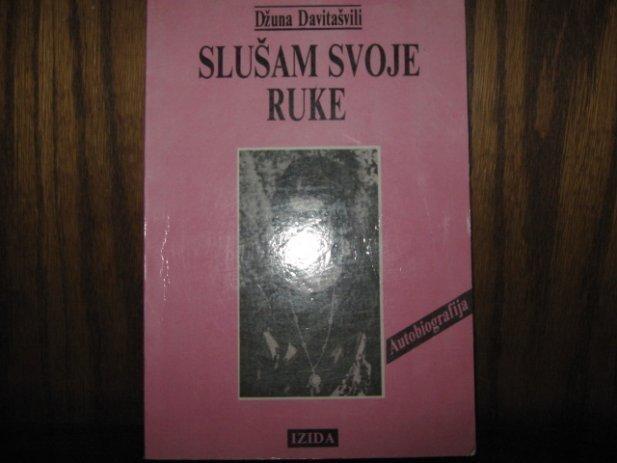 Džuna Davitašvili
SLUŠAM SVOJE
RUKE
Autobiografija
IZIDA